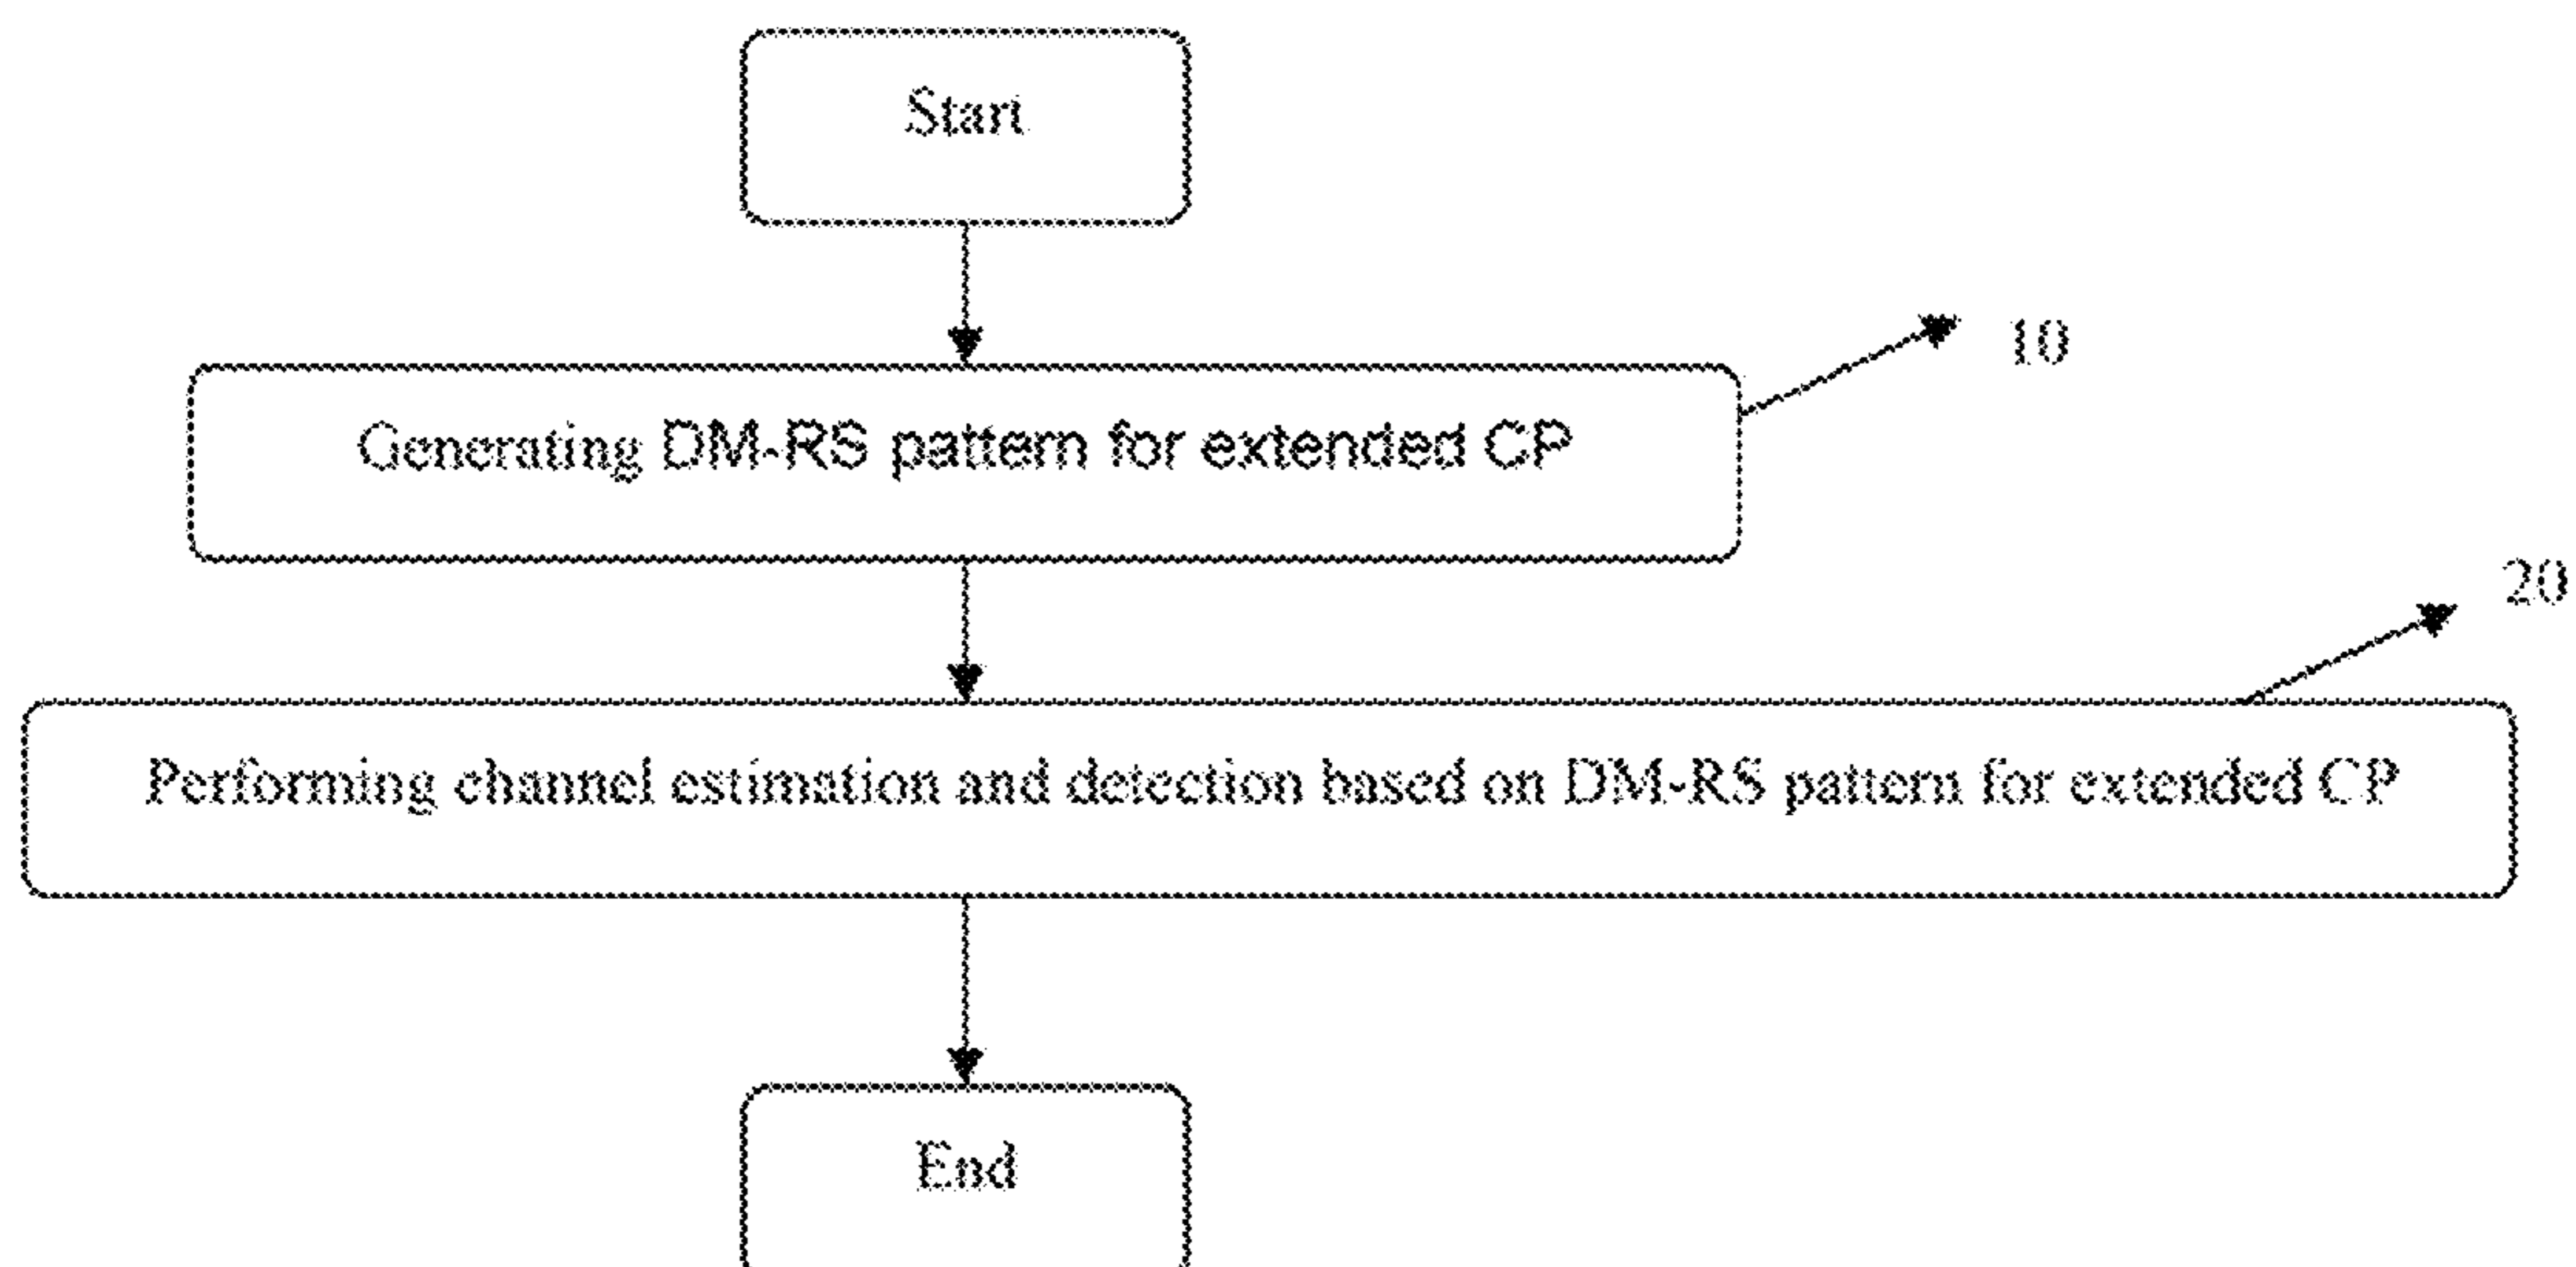 Start
10
Generating DM-RS pattern for extended CP
20
Performing channel estimation and detection based on DM-RS pattern for extended CP
End